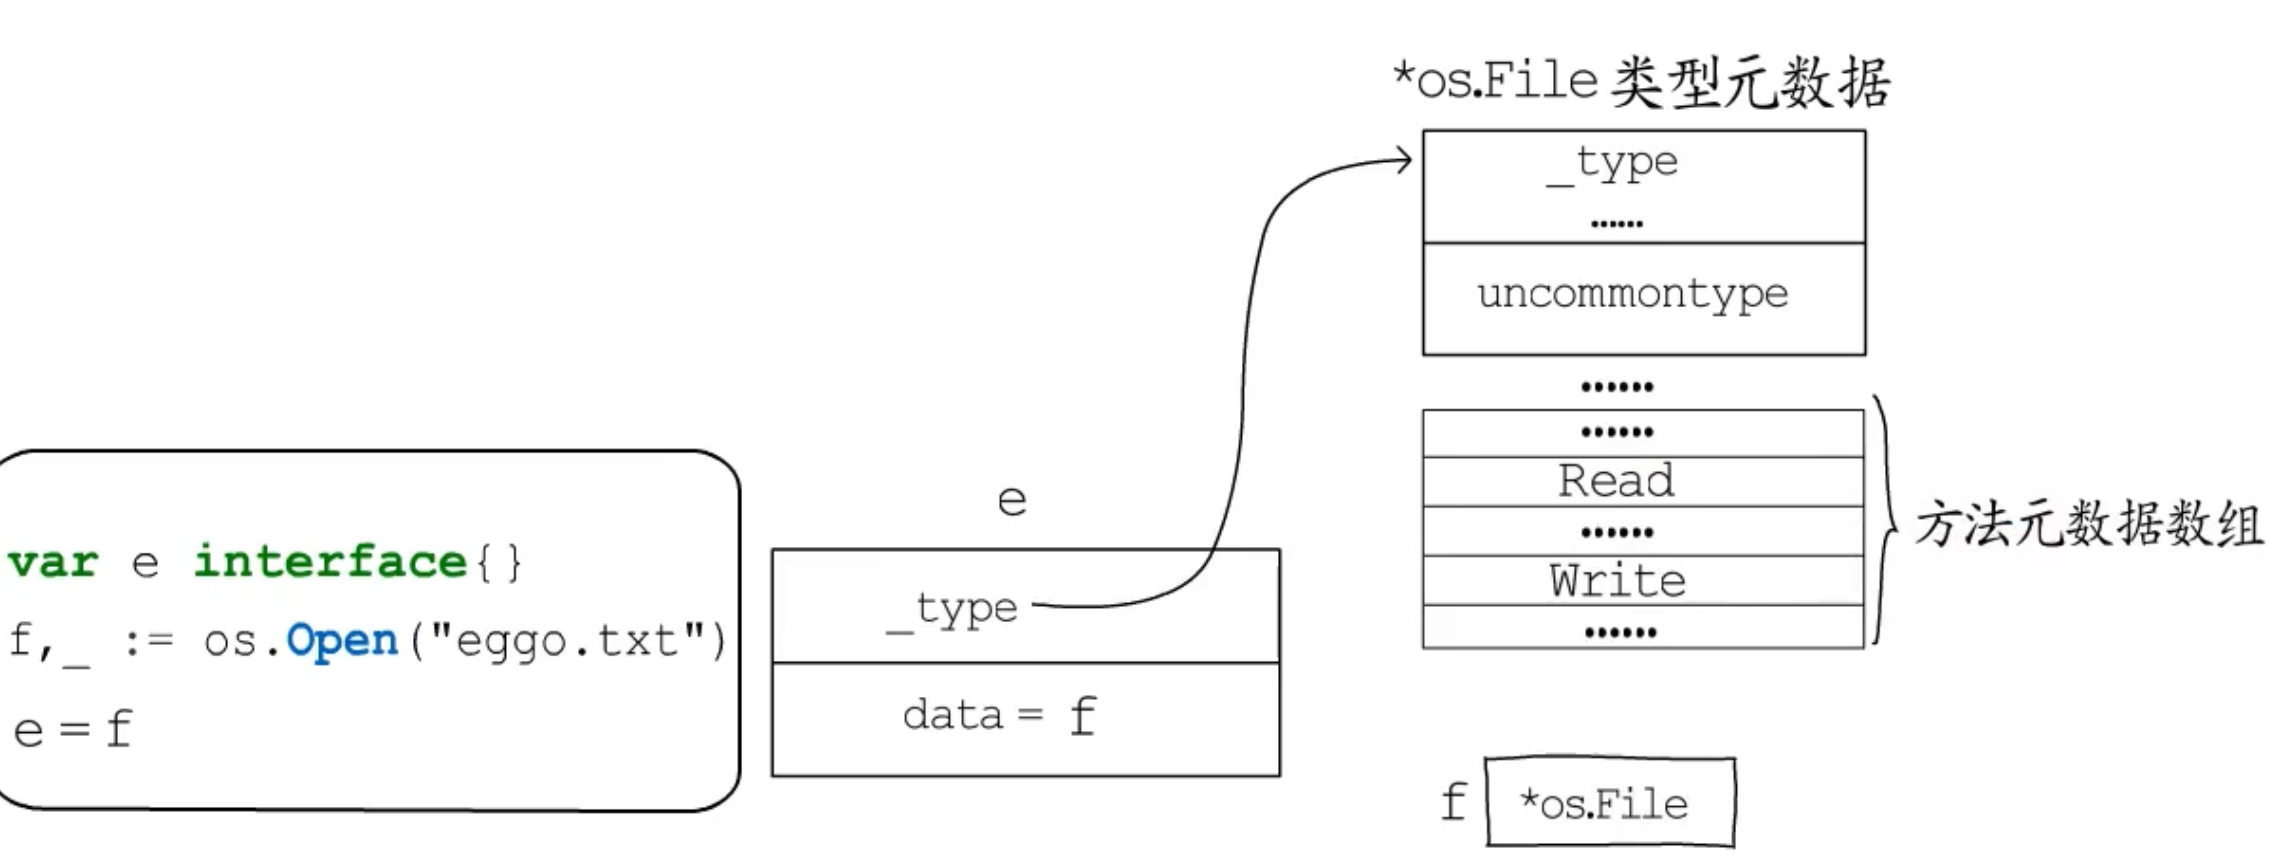 var e interface{}
f,_ := os.Open("eggo.txt")
e = f
e
_type
data = f
*os.File 类型元数据
_type
……
uncommontype
……
……
Read
……
Write
……
方法元数据数组
f *os.File